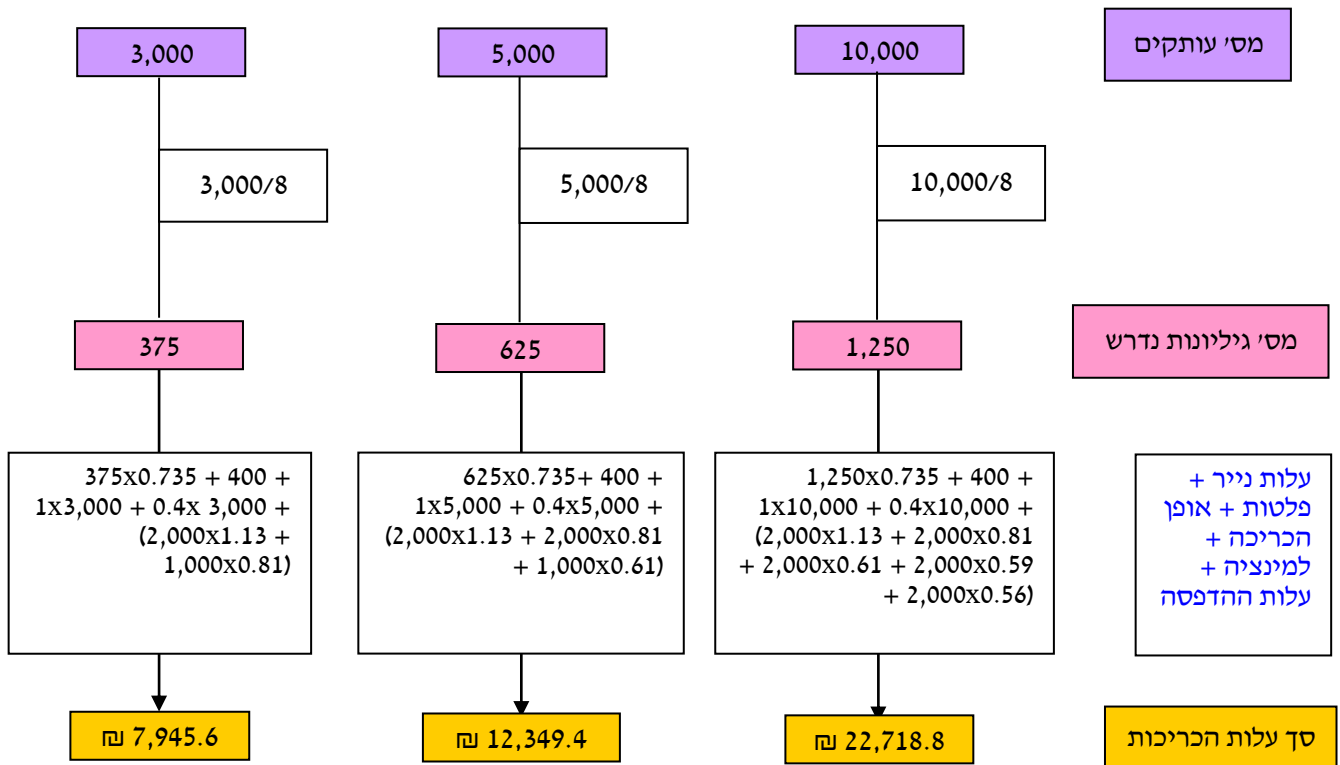 מס׳ עותקים
10,000
5,000
3,000
10,000/8
5,000/8
3,000/8
מס׳ גיליונות נדרש
1,250
625
375
עלות נייר +
פלטות + אופן
הכריכה +
למינציה +
עלות ההדפסה
1,250x0.735 + 400 +
1x10,000 + 0.4x10,000 +
(2,000x1.13 + 2,000x0.81
+ 2,000x0.61 + 2,000x0.59
+ 2,000x0.56)
625x0.735+ 400 +
1x5,000 + 0.4x5,000 +
(2,000x1.13 + 2,000x0.81
+ 1,000x0.61)
375x0.735 + 400 +
1x3,000 + 0.4x 3,000 +
(2,000x1.13 +
1,000x0.81)
סך עלות הכריכות
22,718.8 ₪
12,349.4 ₪
7,945.6 ₪